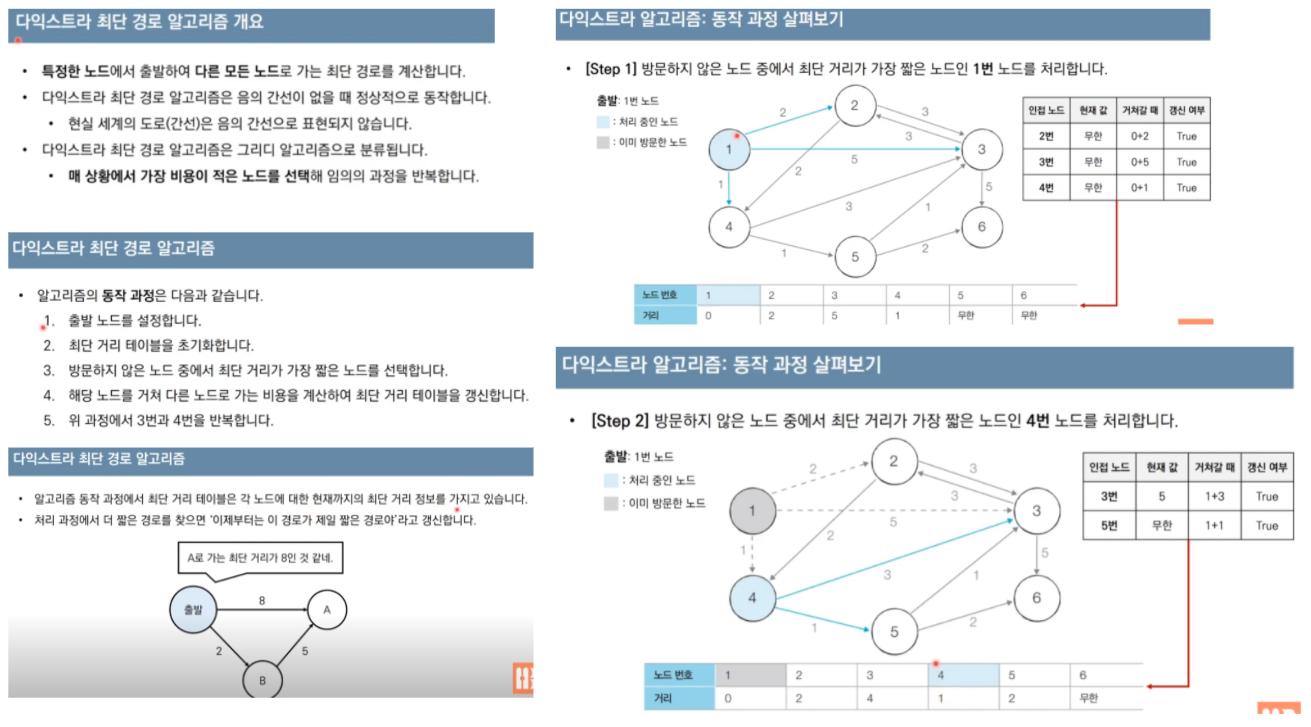 다익스트라 최단 경로 알고리즘 개요
• 특정한 노드에서 출발하여 다른 모든 노드로 가는 최단 경로를 계산합니다.
• 다익스트라 최단 경로 알고리즘은 음의 간선이 없을 때 정상적으로 동작합니다.
• 현실 세계의 도로(간선)은 음의 간선으로 표현되지 않습니다.
• 다익스트라 최단 경로 알고리즘은 그리디 알고리즘으로 분류됩니다.
• 매 상황에서 가장 비용이 적은 노드를 선택해 임의의 과정을 반복합니다.
다익스트라 최단 경로 알고리즘
• 알고리즘의 동작 과정은 다음과 같습니다.
1. 출발 노드를 설정합니다.
2. 최단 거리 테이블을 초기화합니다.
3. 방문하지 않은 노드 중에서 최단 거리가 가장 짧은 노드를 선택합니다.
4. 해당 노드를 거쳐 다른 노드로 가는 비용을 계산하여 최단 거리 테이블을 갱신합니다.
5. 위 과정에서 3번과 4번을 반복합니다.
다익스트라 최단 경로 알고리즘
• 알고리즘 동작 과정에서 최단 거리 테이블은 각 노드에 대한 현재까지의 최단 거리 정보를 가지고 있습니다.
• 처리 과정에서 더 짧은 경로를 찾으면 '이제부터는 이 경로가 제일 짧은 경로야'라고 갱신합니다.
A로 가는 최단 거리가 8인 것 같네.
출발 8 A
2 5
B
다익스트라 알고리즘: 동작 과정 살펴보기
• [Step 1] 방문하지 않은 노드 중에서 최단 거리가 가장 짧은 노드인 1번 노드를 처리합니다.
출발: 1번 노드
: 처리 중인 노드
: 이미 방문한 노드
2 2 3
3
1 5 3
1 2 5
3 1
4 6
1 5 2
인접 노드 현재 값 거쳐갈 때 갱신 여부
2번 무한 0+2 True
3번 무한 0+5 True
4번 무한 0+1 True
노드 번호 1 2 3 4 5 6
거리 0 2 5 1 무한 무한
다익스트라 알고리즘: 동작 과정 살펴보기
• [Step 2] 방문하지 않은 노드 중에서 최단 거리가 가장 짧은 노드인 4번 노드를 처리합니다.
출발: 1번 노드
: 처리 중인 노드
: 이미 방문한 노드
2 2 3
3
1 5 3
1 2 5
3 1
4 6
1 5 2
인접 노드 현재 값 거쳐갈 때 갱신 여부
3번 5 1+3 True
5번 무한 1+1 True
노드 번호 1 2 3 4 5 6
거리 0 2 4 1 2 무한